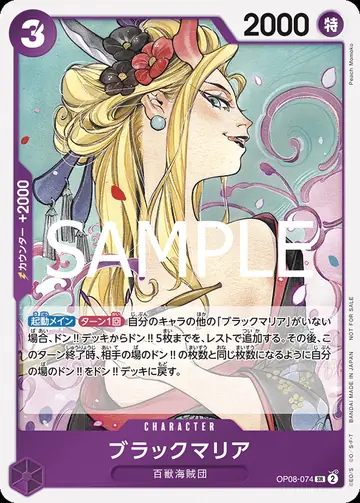 3
2000
特
Peach Momoko
カウンター +2000
SAMPLE
起動メイン ターン1回 自分のキャラの他の「ブラックマリア」がいない
場合、ドン!!デッキからドン!!5枚までを、レストで追加する。その後、こ
のターン終了時、相手の場のドン!!の枚数と同じ枚数になるように自分
の場のドン!!をドン!!デッキに戻す。
NOT FOR SALE
BANDAI MADE IN JAPAN
©E.O/S ©O.・S・F・T
CHARACTER
ブラックマリア
百獣海賊団
OP08-074 SR 2